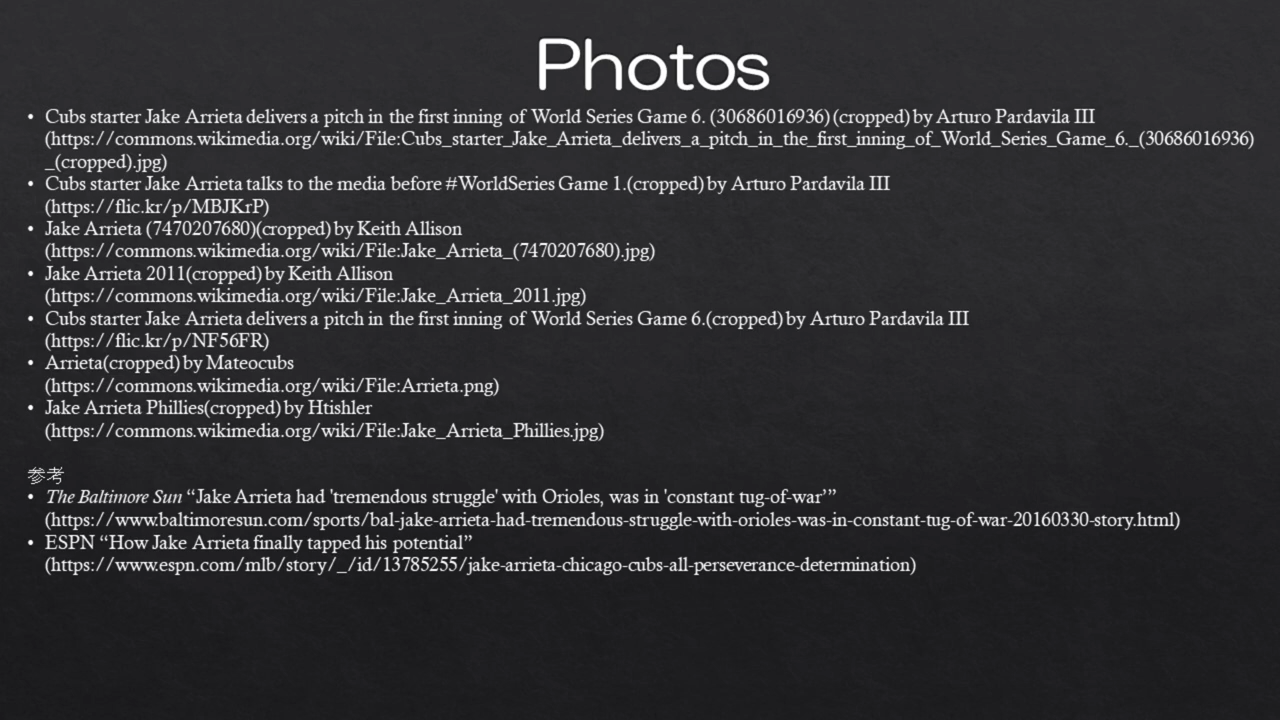 Photos
• Cubs starter Jake Arrieta delivers a pitch in the first inning of World Series Game 6. (30686016936)(cropped) by Arturo Pardavila III
(https://commons.wikimedia.org/wiki/File:Cubs_starter_Jake_Arrieta_delivers_a_pitch_in_the_first_inning_of_World_Series_Game_6._(30686016936)
_(cropped).jpg)
• Cubs starter Jake Arrieta talks to the media before #WorldSeries Game 1.(cropped) by Arturo Pardavila III
(https://flic.kr/p/MBJKrP)
• Jake Arrieta (7470207680)(cropped) by Keith Allison
(https://commons.wikimedia.org/wiki/File:Jake_Arrieta_(7470207680).jpg)
• Jake Arrieta 2011(cropped) by Keith Allison
(https://commons.wikimedia.org/wiki/File:Jake_Arrieta_2011.jpg)
• Cubs starter Jake Arrieta delivers a pitch in the first inning of World Series Game 6.(cropped) by Arturo Pardavila III
(https://flic.kr/p/NF56FR)
• Arrieta(cropped) by Mateocubs
(https://commons.wikimedia.org/wiki/File:Arrieta.png)
• Jake Arrieta Phillies(cropped) by Htishler
(https://commons.wikimedia.org/wiki/File:Jake_Arrieta_Phillies.jpg)
参考
• The Baltimore Sun “Jake Arrieta had 'tremendous struggle' with Orioles, was in 'constant tug-of-war’”
(https://www.baltimoresun.com/sports/bal-jake-arrieta-had-tremendous-struggle-with-orioles-was-in-constant-tug-of-war-20160330-story.html)
• ESPN “How Jake Arrieta finally tapped his potential”
(https://www.espn.com/mlb/story/_/id/13785255/jake-arrieta-chicago-cubs-all-perseverance-determination)